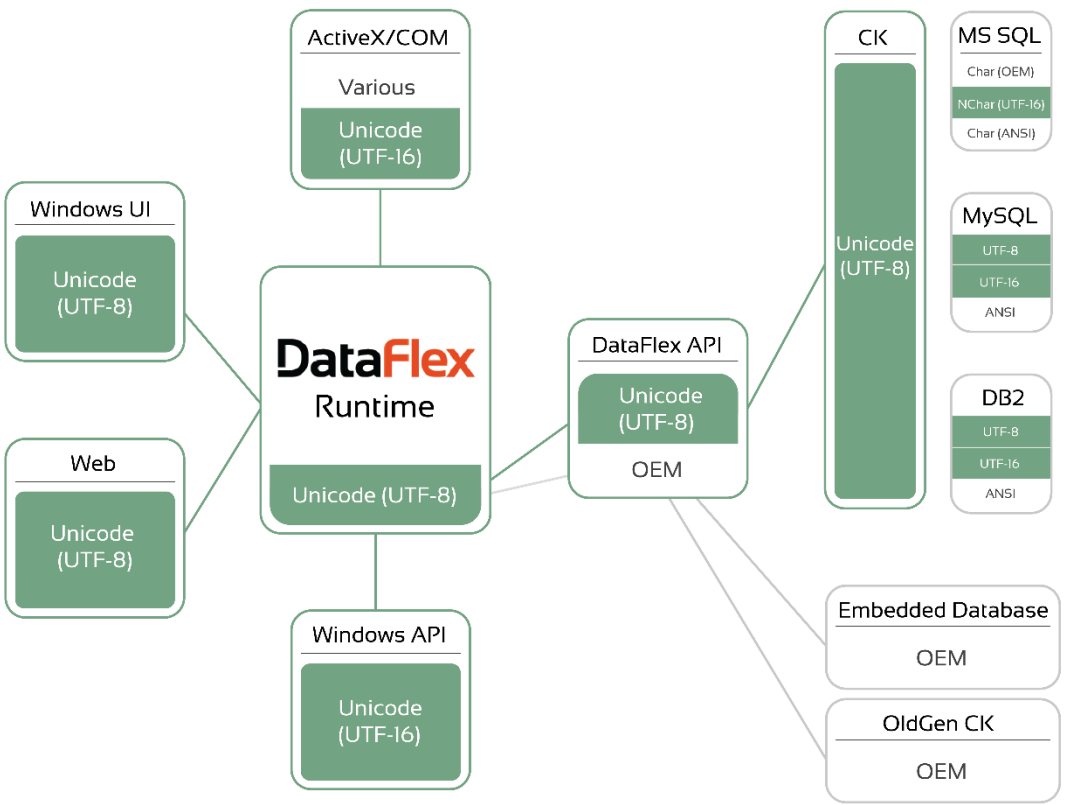 ActiveX/COM
Various
Unicode
(UTF-16)
Windows UI
Unicode
(UTF-8)
Web
Unicode
(UTF-8)
DataFlex
Runtime
Unicode (UTF-8)
Windows API
Unicode
(UTF-16)
DataFlex API
Unicode
(UTF-8)
OEM
CK
Unicode
(UTF-8)
MS SQL
Char (OEM)
NChar (UTF-16)
Char (ANSI)
MySQL
UTF-8
UTF-16
ANSI
DB2
UTF-8
UTF-16
ANSI
Embedded Database
OEM
OldGen CK
OEM